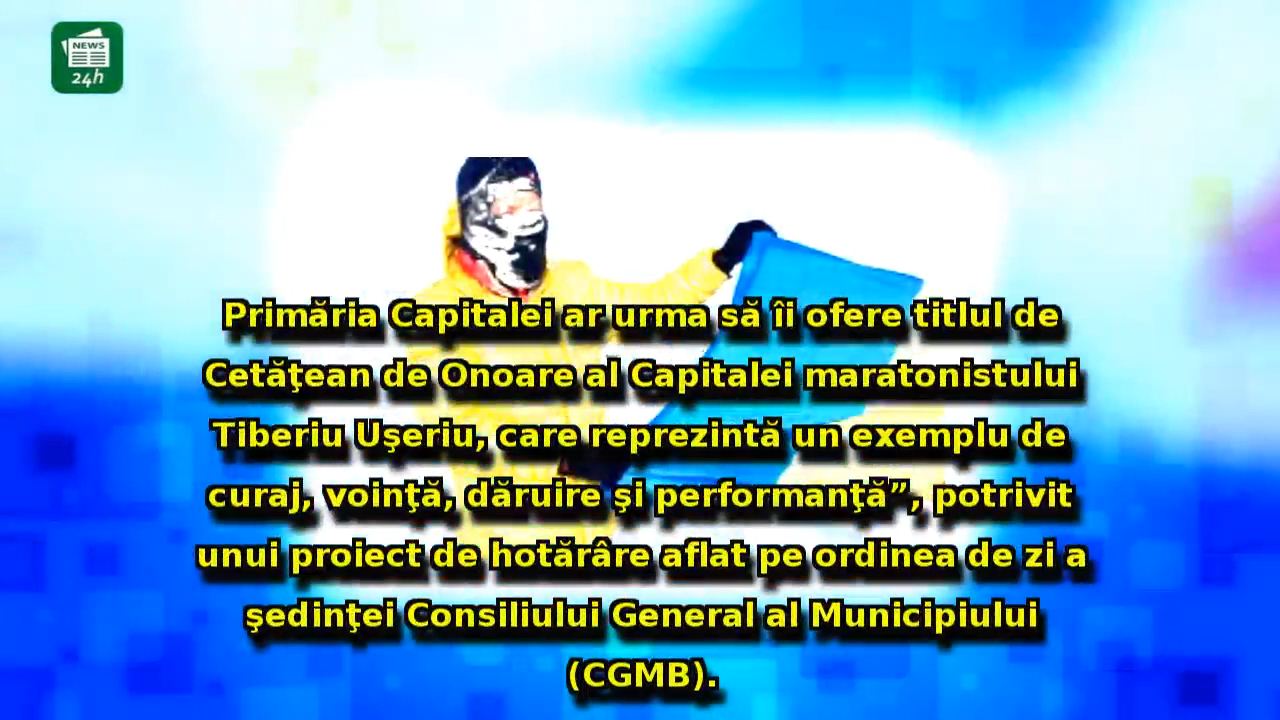 NEWS
24h
Primăria Capitalei ar urma să îi ofere titlul de
Cetăţean de Onoare al Capitalei maratonistului
Tiberiu Uşeriu, care reprezintă un exemplu de
curaj, voinţă, dăruire şi performanţă”, potrivit
unui proiect de hotărâre aflat pe ordinea de zi a
şedinţei Consiliului General al Municipiului
(CGMB).